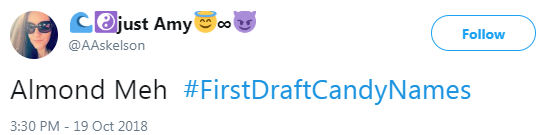 🌊☯just Amy😇∞😈
@AAskelson
Follow
Almond Meh #FirstDraftCandyNames
3:30 PM - 19 Oct 2018